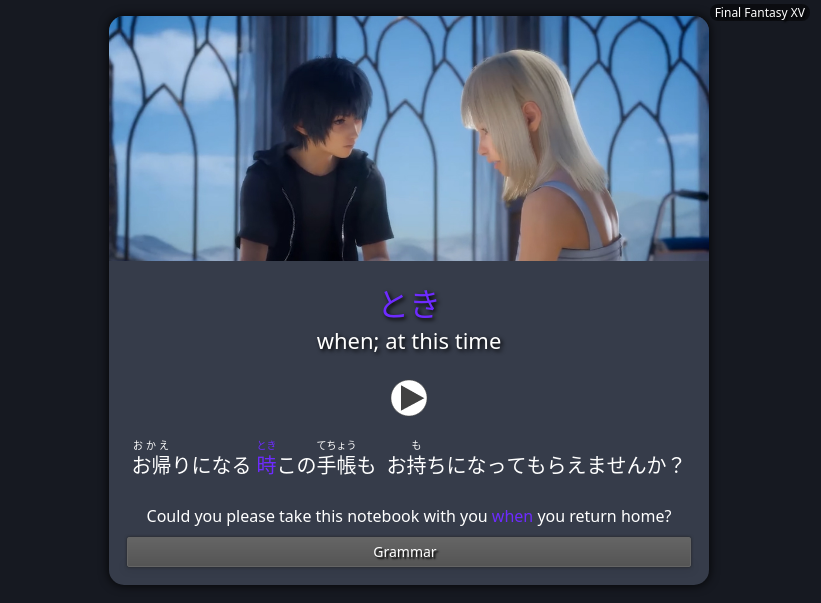 Final Fantasy XV
とき
when; at this time
おかえ とき てちょう も
お帰りになる 時この手帳も お持ちになってもらえませんか？
Could you please take this notebook with you when you return home?
Grammar